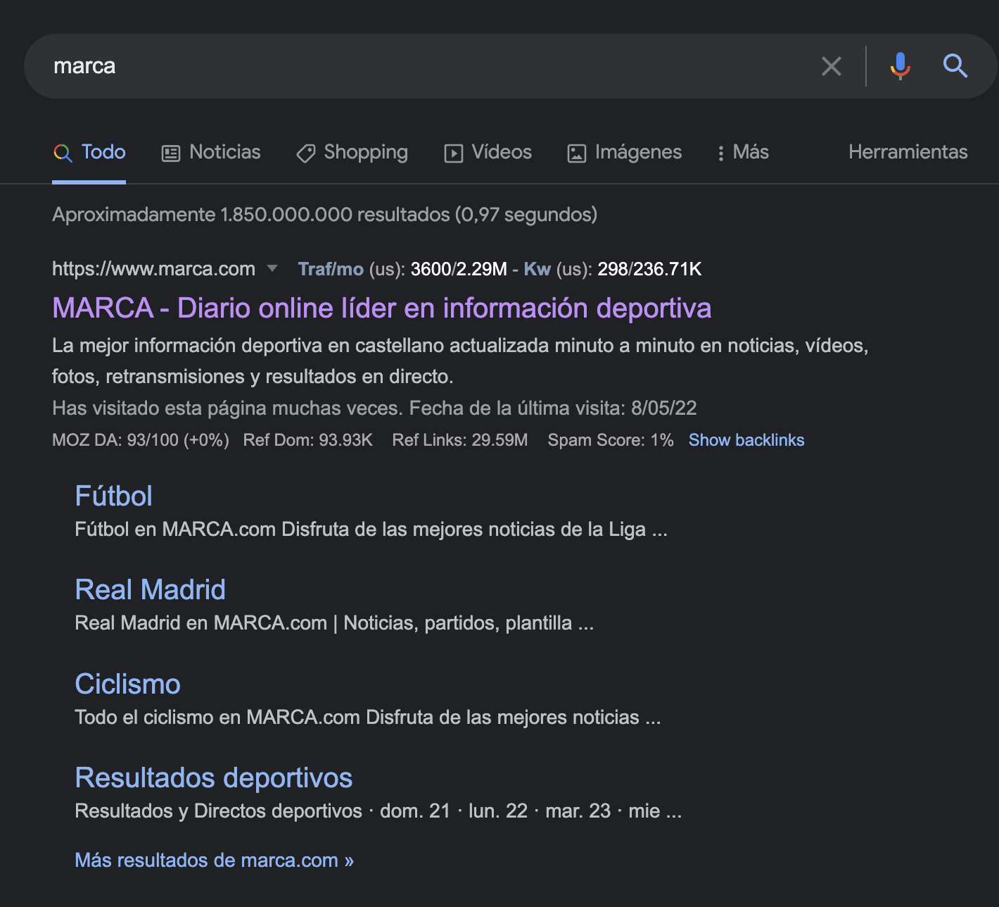 marca
Todo Noticias Shopping Vídeos Imágenes Más Herramientas
Aproximadamente 1.850.000.000 resultados (0,97 segundos)
https://www.marca.com Traf/mo (us): 3600/2.29M - Kw (us): 298/236.71K
MARCA - Diario online líder en información deportiva
La mejor información deportiva en castellano actualizada minuto a minuto en noticias, vídeos,
fotos, retransmisiones y resultados en directo.
Has visitado esta página muchas veces. Fecha de la última visita: 8/05/22
MOZ DA: 93/100 (+0%) Ref Dom: 93.93K Ref Links: 29.59M Spam Score: 1% Show backlinks
Fútbol
Fútbol en MARCA.com Disfruta de las mejores noticias de la Liga ...
Real Madrid
Real Madrid en MARCA.com | Noticias, partidos, plantilla ...
Ciclismo
Todo el ciclismo en MARCA.com Disfruta de las mejores noticias ...
Resultados deportivos
Resultados y Directos deportivos · dom. 21 · lun. 22 · mar. 23 · mie ...
Más resultados de marca.com »